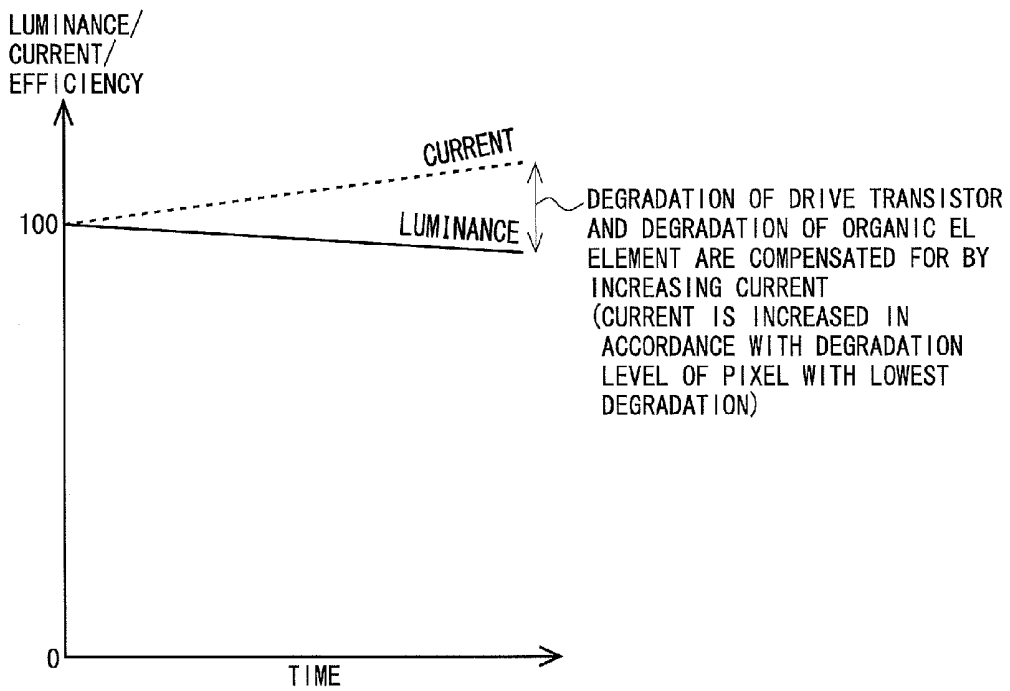 LUMINANCE/
CURRENT/
EFFICIENCY
CURRENT
100
LUMINANCE
DEGRADATION OF DRIVE TRANSISTOR
AND DEGRADATION OF ORGANIC EL
ELEMENT ARE COMPENSATED FOR BY
INCREASING CURRENT
(CURRENT IS INCREASED IN
ACCORDANCE WITH DEGRADATION
LEVEL OF PIXEL WITH LOWEST
DEGRADATION)
0
TIME